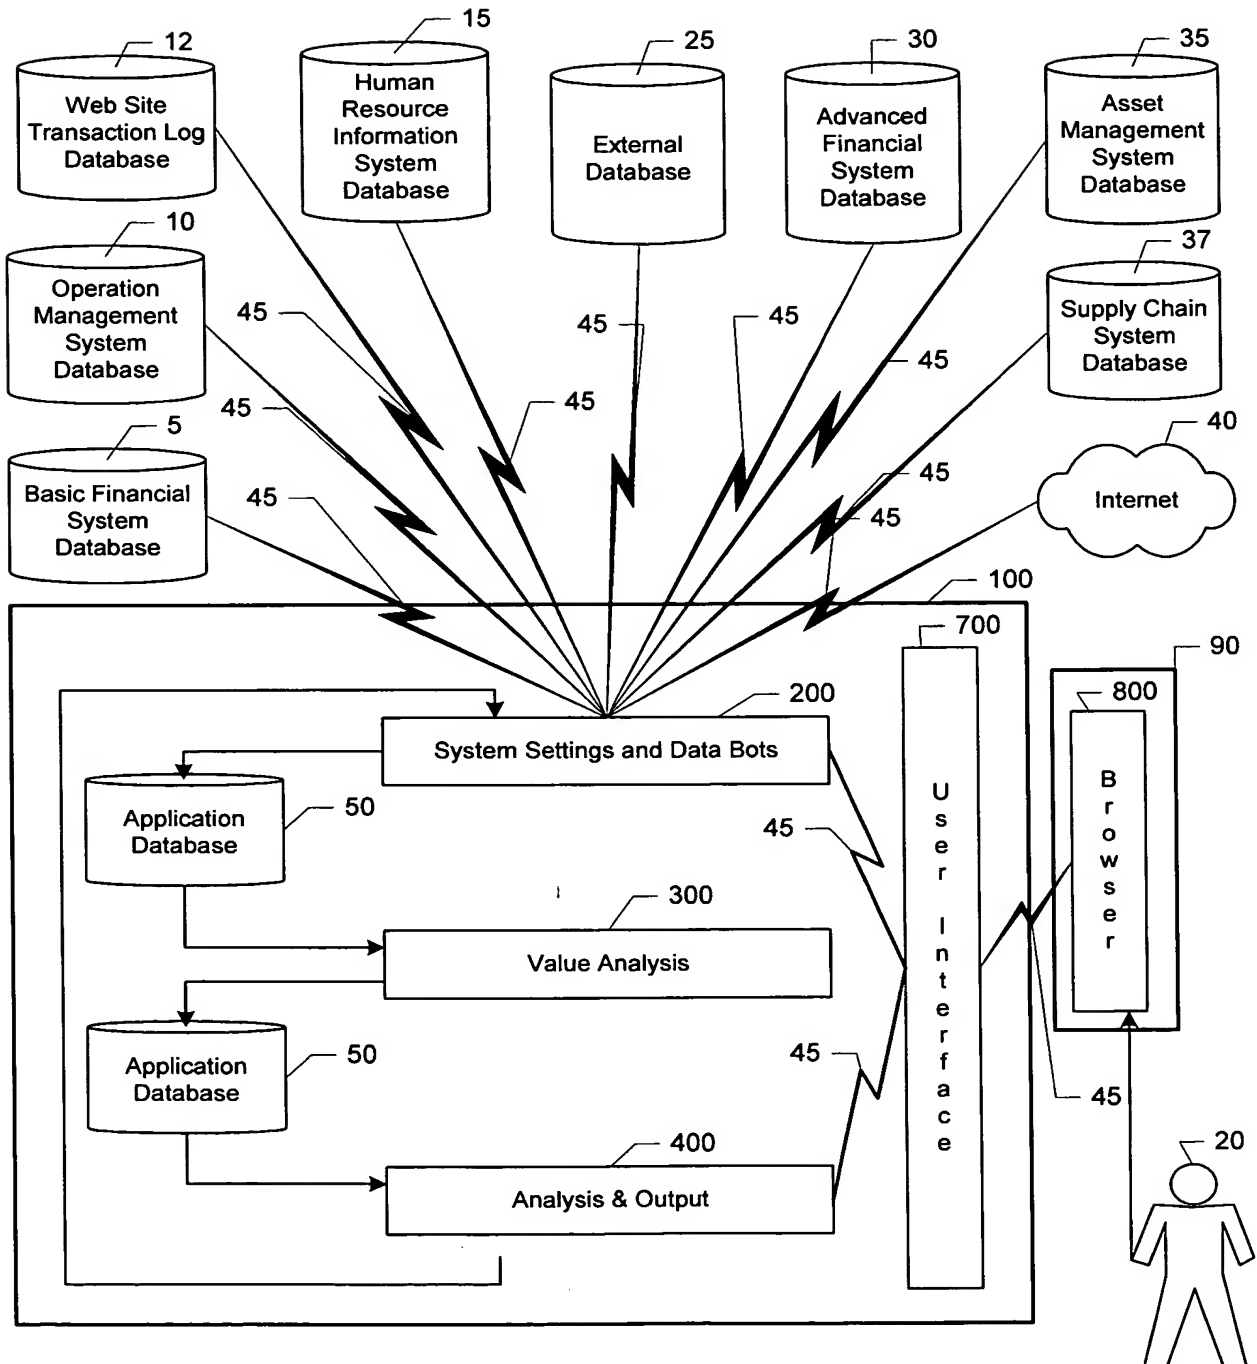 12
15
25
30
35
Web Site
Transaction Log
Database
Human
Resource
Information
System
Database
External
Database
Advanced
Financial
System
Database
Asset
Management
System
Database
10
37
Operation
Management
System
Database
Supply Chain
System
Database
45
45
45
45
45
45
5
40
Basic Financial
System
Database
45
45
45
Internet
100
700
90
800
200
System Settings and Data Bots
50
Application
Database
45
User Interface
Browser
300
Value Analysis
50
Application
Database
45
45
400
Analysis & Output
20